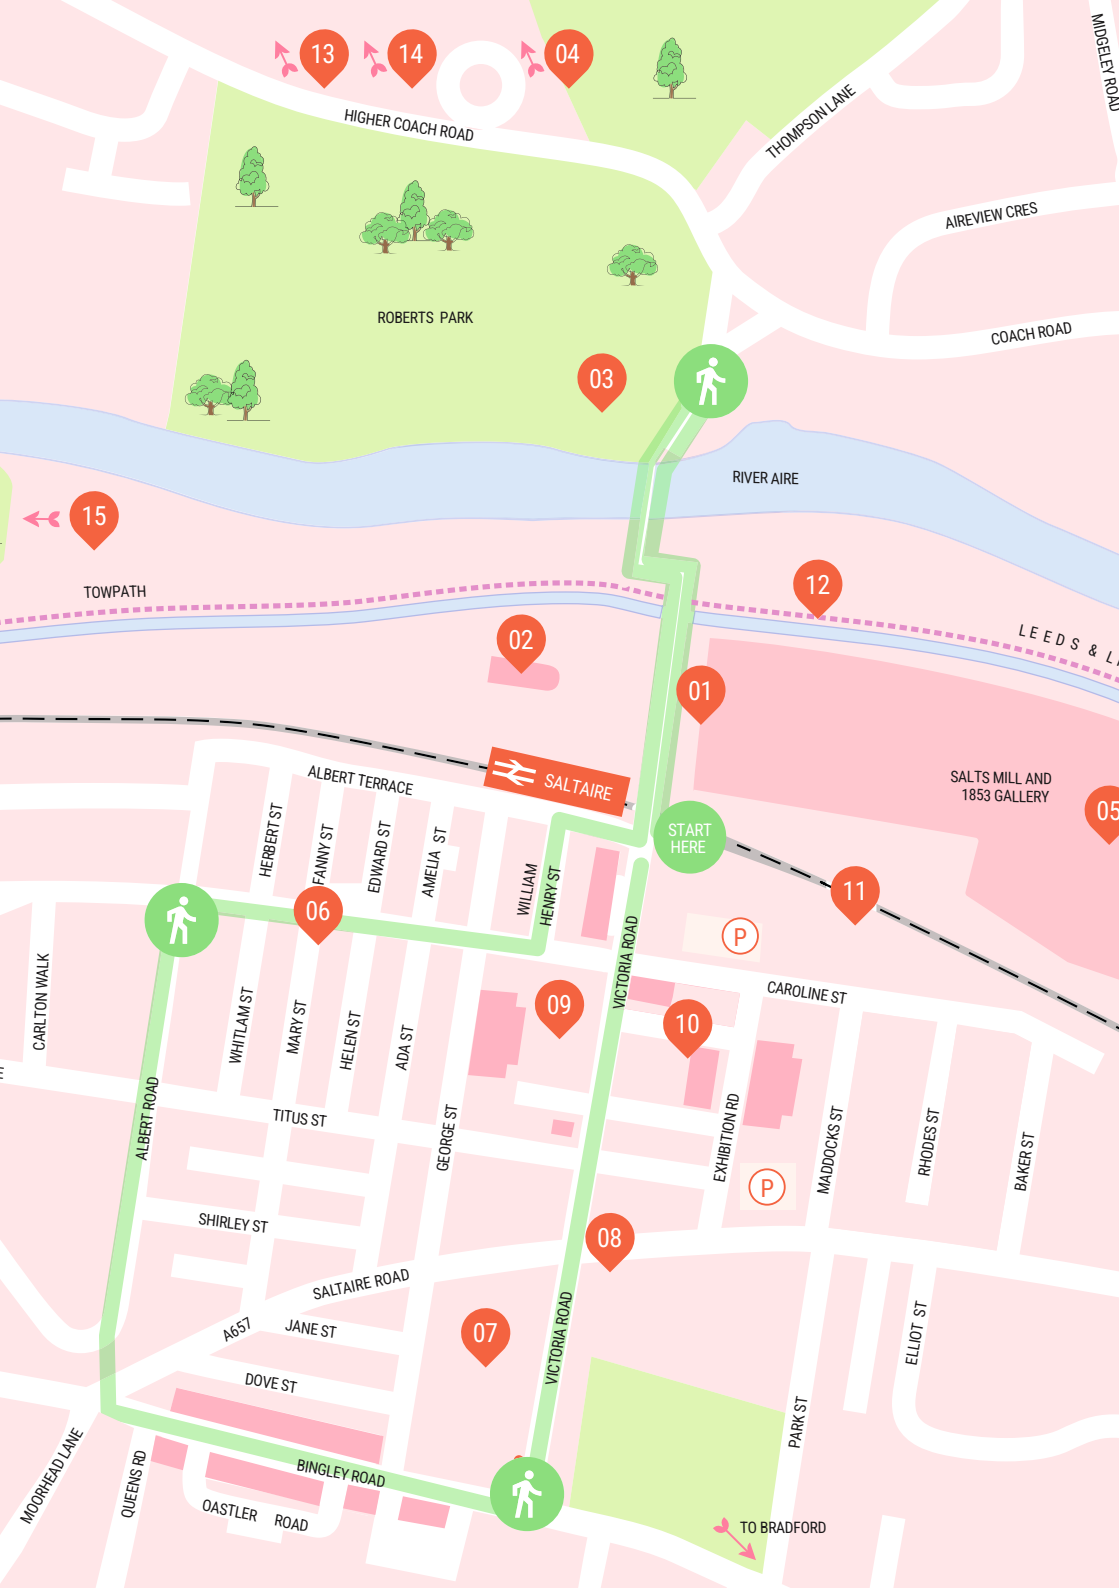 MIDGELEY ROAD
13
14
04
HIGHER COACH ROAD
THOMPSON LANE
AIREVIEW CRES
ROBERTS PARK
COACH ROAD
03
RIVER AIRE
15
TOWPATH
12
LEEDS & LI
02
01
ALBERT TERRACE
SALTAIRE
SALTS MILL AND
1853 GALLERY
05
START
HERE
HERBERT ST
FANNY ST
EDWARD ST
AMELIA ST
WILLIAM
HENRY ST
11
06
P
VICTORIA ROAD
CAROLINE ST
CARLTON WALK
WHITLAM ST
MARY ST
HELEN ST
ADA ST
09
10
E
ALBERT ROAD
TITUS ST
GEORGE ST
EXHIBITION RD
MADDOCKS ST
RHODES ST
BAKER ST
P
SHIRLEY ST
08
SALTAIRE ROAD
A657
JANE ST
07
VICTORIA ROAD
ELLIOT ST
DOVE ST
PARK ST
MOORHEAD LANE
QUEENS RD
BINGLEY ROAD
OASTLER ROAD
TO BRADFORD